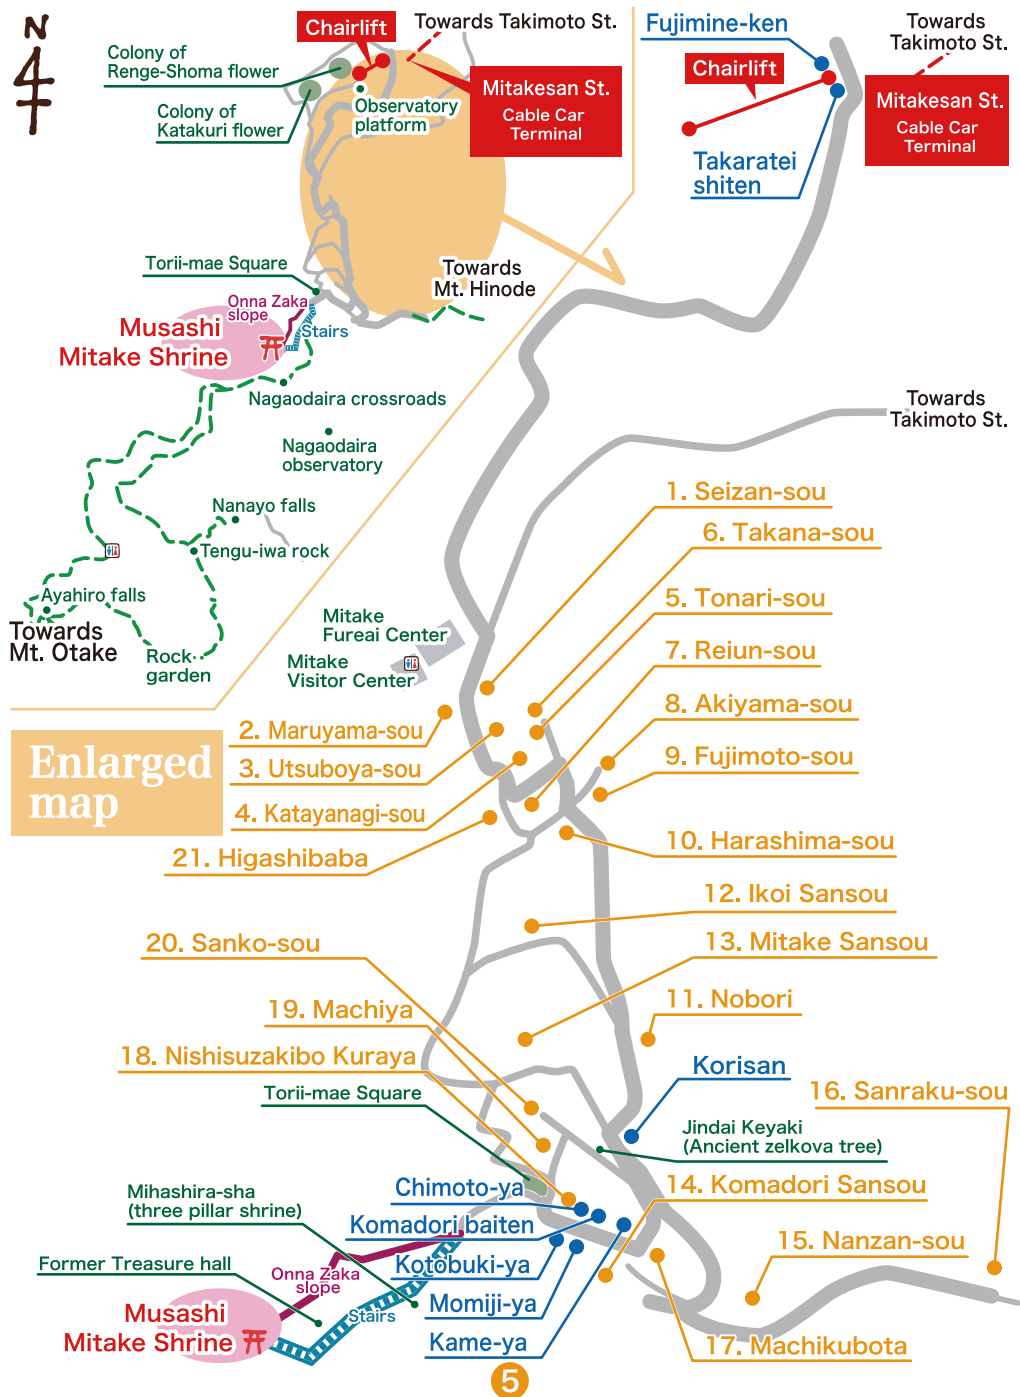 N
Chairlift
Towards Takimoto St.
Colony of
Renge-Shoma flower
Colony of
Katakuri flower
Observatory
platform
Mitakesan St.
Cable Car
Terminal
Fujimine-ken
Towards
Takimoto St.
Chairlift
Mitakesan St.
Cable Car
Terminal
Takaratei
shiten
Torii-mae Square
Towards
Mt. Hinode
Onna Zaka
slope
Stairs
Musashi
Mitake Shrine
Nagaodaira crossroads
Nagaodaira
observatory
Nanayo falls
Tengu-iwa rock
Ayahiro falls
Towards
Mt. Otake
Rock
garden
Towards
Takimoto St.
1. Seizan-sou
6. Takana-sou
5. Tonari-sou
7. Reiun-sou
8. Akiyama-sou
9. Fujimoto-sou
Mitake
Fureai Center
Mitake
Visitor Center
2. Maruyama-sou
3. Utsuboya-sou
4. Katayanagi-sou
21. Higashibaba
Enlarged
map
10. Harashima-sou
12. Ikoi Sansou
13. Mitake Sansou
20. Sanko-sou
19. Machiya
18. Nishisuzakibo Kuraya
11. Nobori
Torii-mae Square
Korisan
16. Sanraku-sou
Jindai Keyaki
(Ancient zelkova tree)
14. Komadori Sansou
15. Nanzan-sou
17. Machikubota
Chimoto-ya
Komadori baiten
Kotobuki-ya
Momiji-ya
Kame-ya
Mihashira-sha
(three pillar shrine)
Former Treasure hall
Onna Zaka
slope
Stairs
Musashi
Mitake Shrine
5